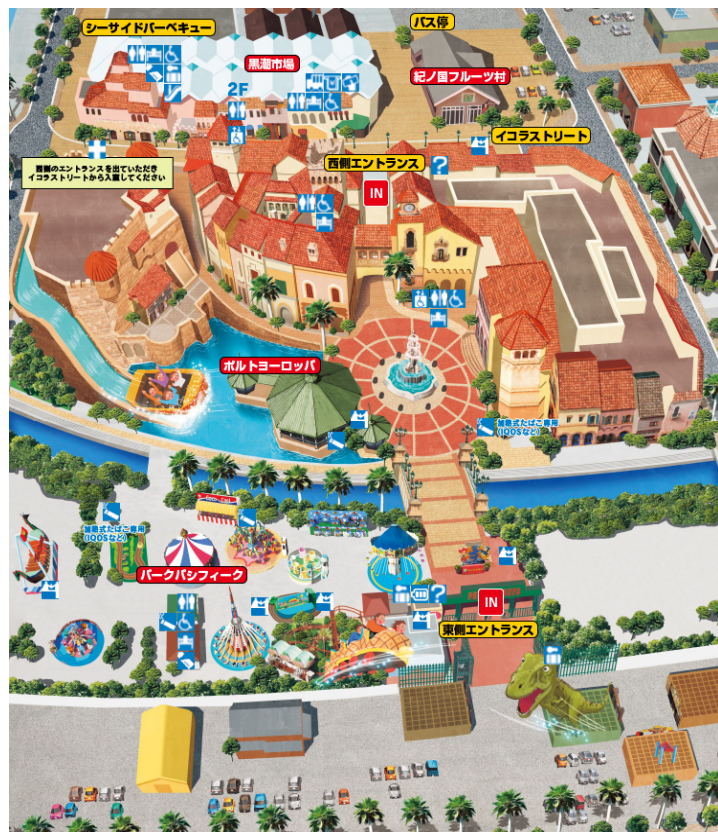 シーサイドバーベキュー
バス停
黒潮市場
紀ノ国フルーツ村
2F
イコラストリート
西側エントランス
?
西側のエントランスを出ていただき
イコラストリートから入園してください
IN
ポルトヨーロッパ
加熱式たばこ専用
(IQOSなど)
加熱式たばこ専用
(IQOSなど)
パークパシフィーク
?
IN
東側エントランス